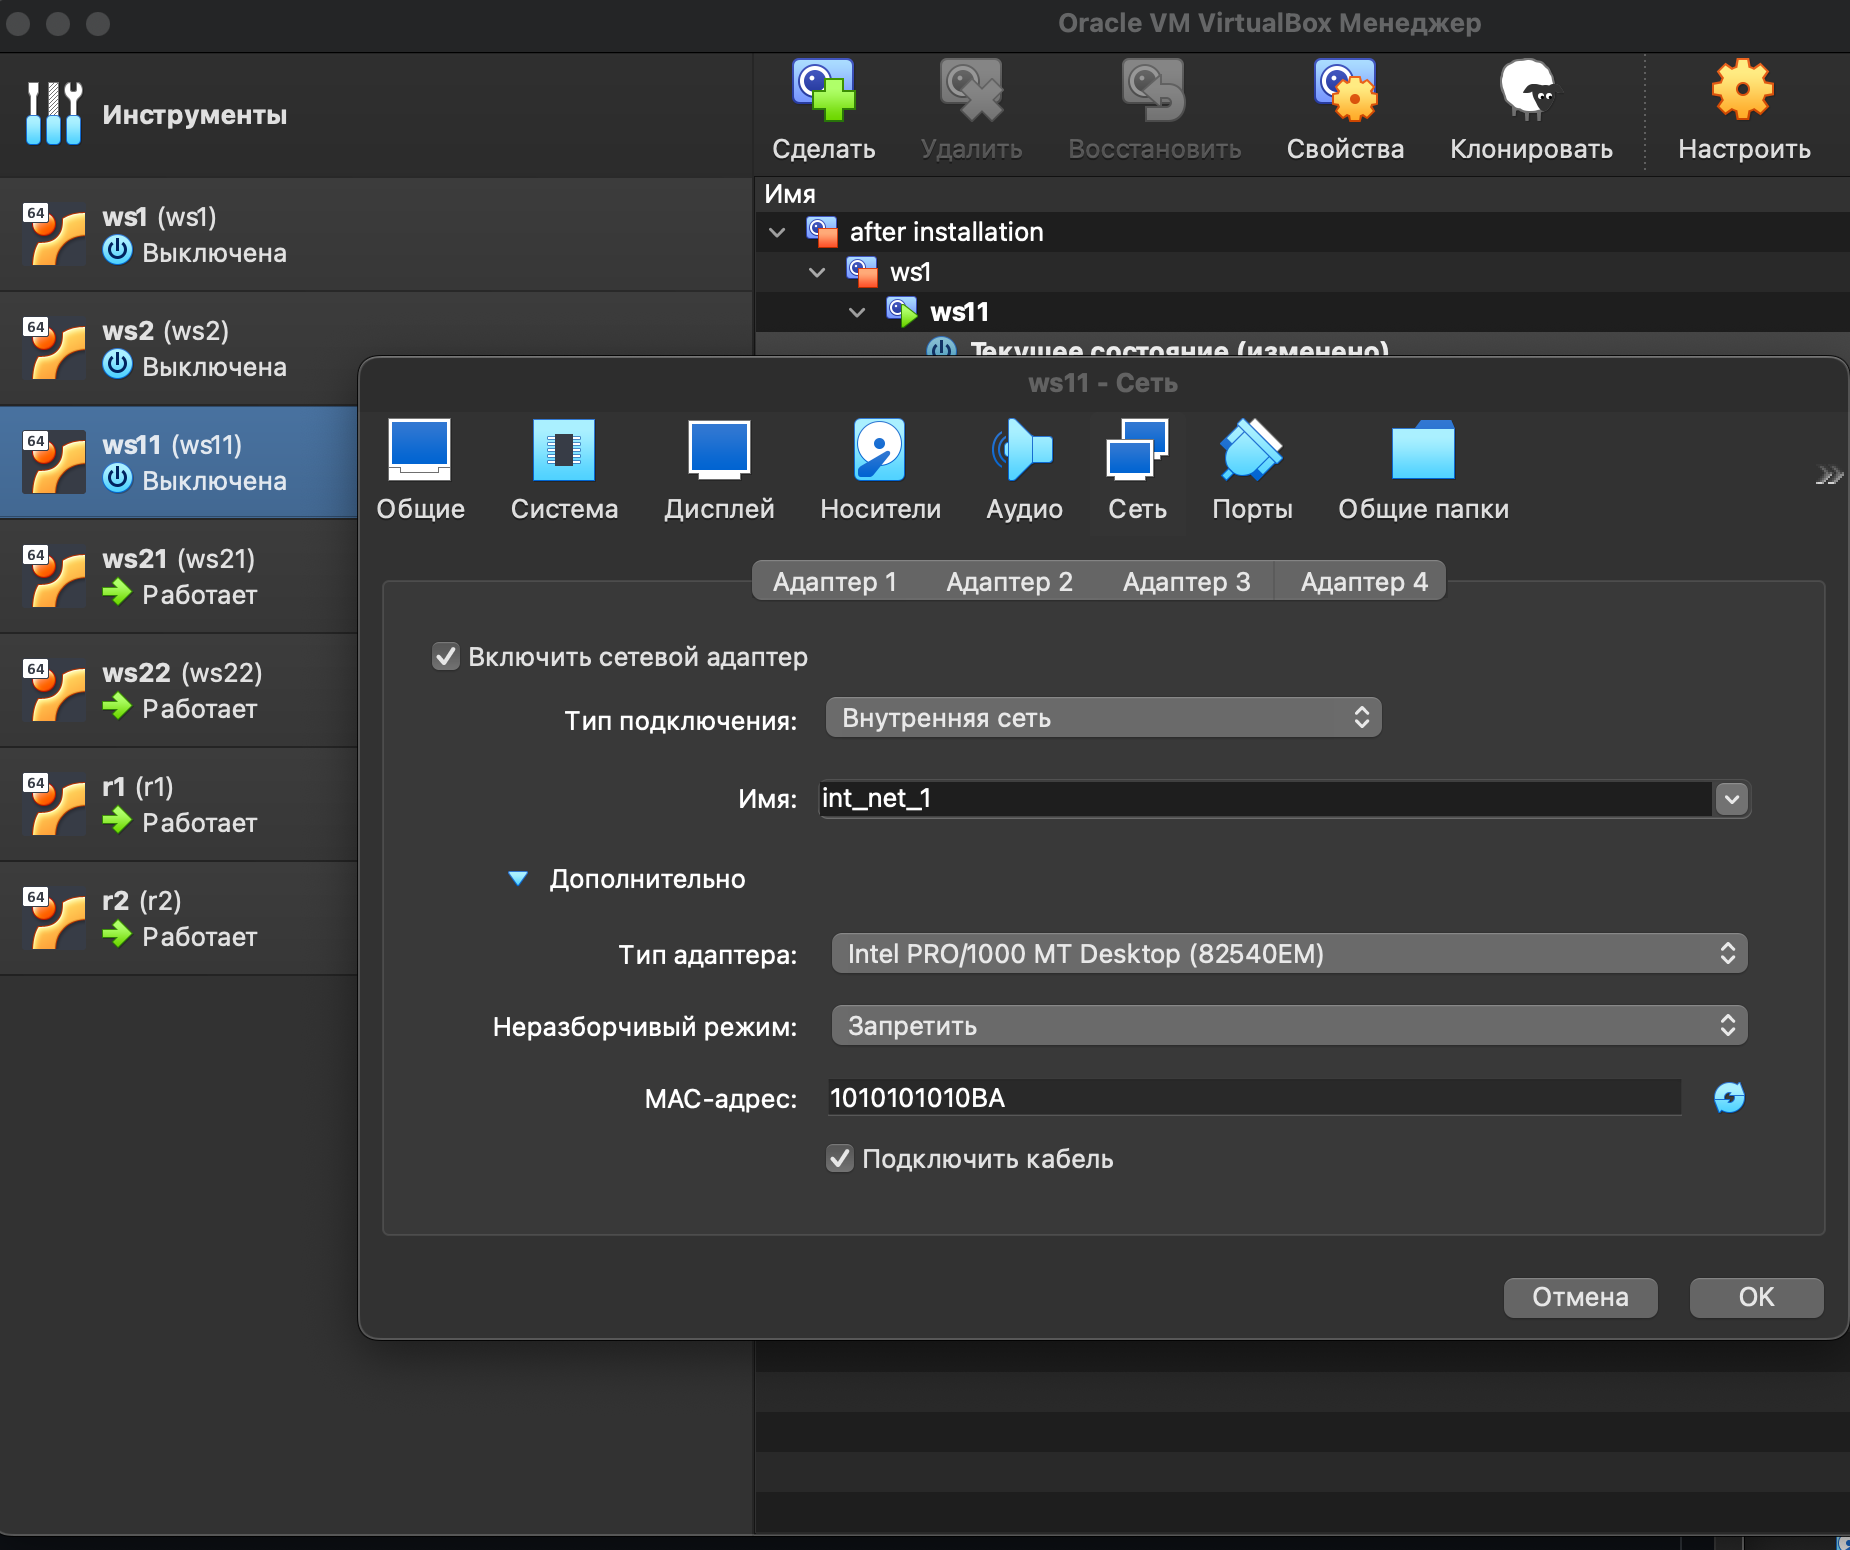 Oracle VM VirtualBox Менеджер
Инструменты
Сделать
Удалить
Восстановить
Свойства
Клонировать
Настроить
64
ws1 (ws1)
Выключена
64
ws2 (ws2)
Выключена
64
ws11 (ws11)
Выключена
64
ws21 (ws21)
Работает
64
ws22 (ws22)
Работает
64
r1 (r1)
Работает
64
r2 (r2)
Работает
Имя
after installation
ws1
ws11
Текущее состояние (изменено)
ws11 - Сеть
Общие
Система
Дисплей
Носители
Аудио
Сеть
Порты
Общие папки
Адаптер 1
Адаптер 2
Адаптер 3
Адаптер 4
Включить сетевой адаптер
Тип подключения: Внутренняя сеть
Имя: int_net_1
Дополнительно
Тип адаптера: Intel PRO/1000 MT Desktop (82540EM)
Неразборчивый режим: Запретить
MAC-адрес: 1010101010BA
Подключить кабель
Отмена
OK